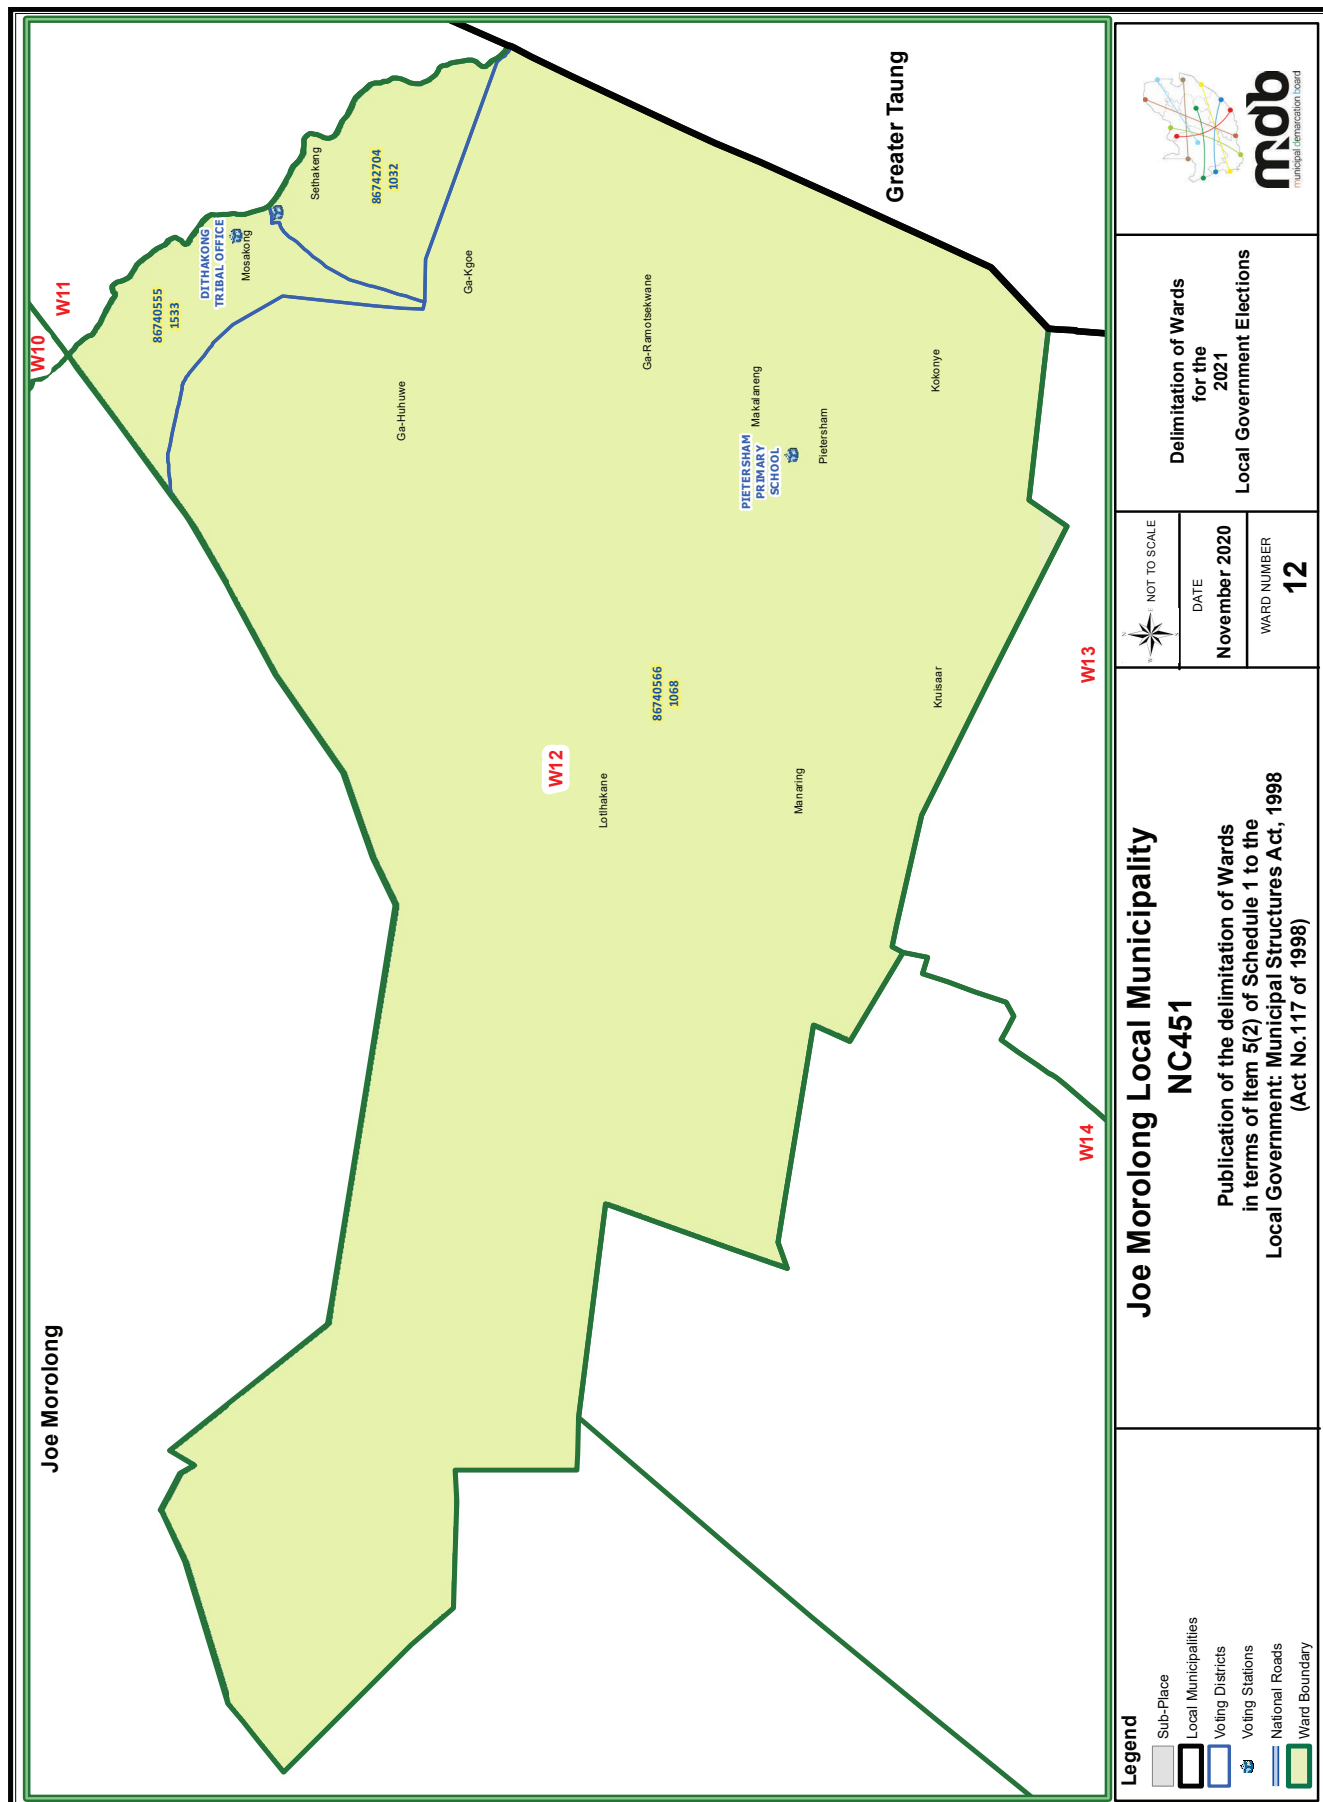 Joe Morolong
W10
W11
86740555
1533
DITHAKONG
TRIBAL OFFICE
Mosakong
Sethakeng
86742704
1032
Ga-Huhuwe
Ga-Kgoe
W12
Lotlhakane
86740566
1068
Ga-Ramotsekwane
PIETERSHAM
PRIMARY
SCHOOL
Makalaneng
Pietersham
Manaring
Kruisaar
Kokonye
Greater Taung
W14
W13
Legend
Sub-Place
Local Municipalities
Voting Districts
Voting Stations
National Roads
Ward Boundary
Joe Morolong Local Municipality
NC451
Publication of the delimitation of Wards
in terms of Item 5(2) of Schedule 1 to the
Local Government: Municipal Structures Act, 1998
(Act No.117 of 1998)
N
W
E
S
NOT TO SCALE
DATE
November 2020
WARD NUMBER
12
Delimitation of Wards
for the
2021
Local Government Elections
mdb
municipal demarcation board